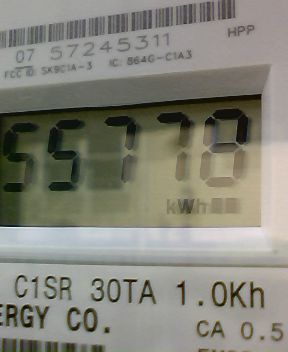 07 57245311
HPP
FCC ID: SK9C1A-3 IC: 864G-C1A3
55778
kWh
C1SR 30TA 1.0Kh
ERGY CO.
CA 0.5